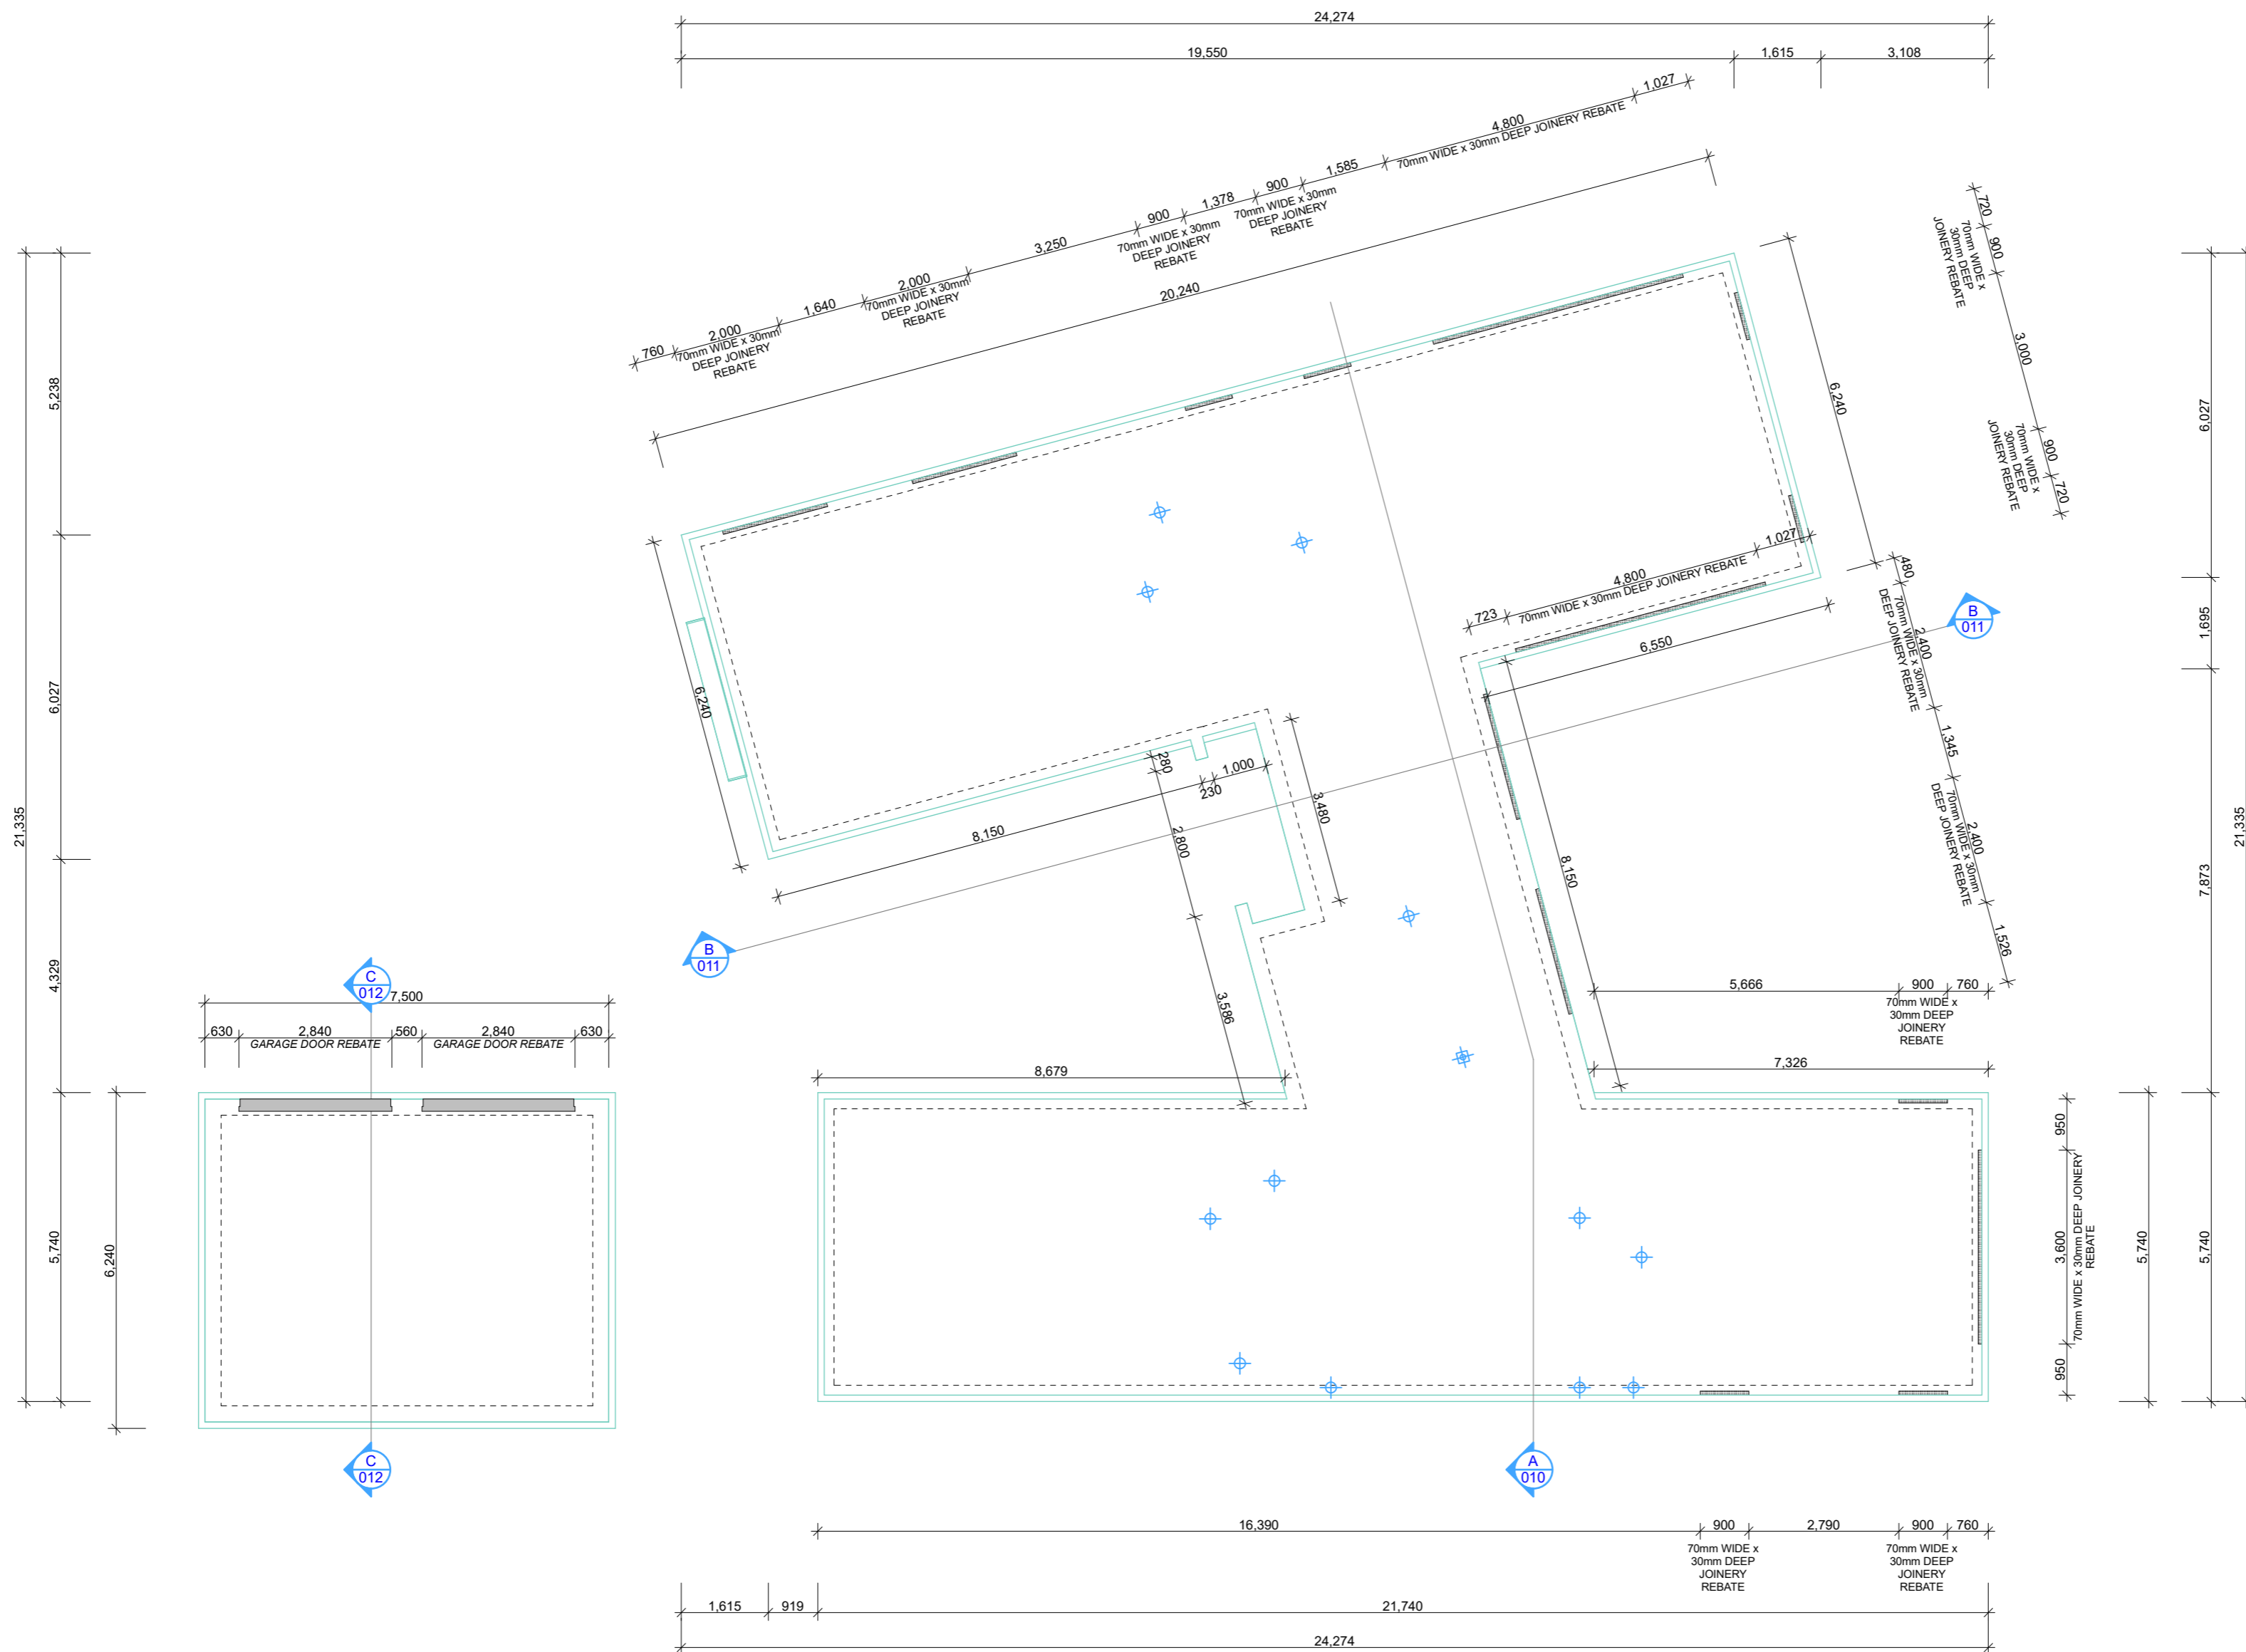 24,274
19,550
1,615
3,108
760
2,000
70mm WIDE x 30mm
DEEP JOINERY
REBATE
1,640
2,000
70mm WIDE x 30mm
DEEP JOINERY
REBATE
3,250
900
70mm WIDE x 30mm
DEEP JOINERY
REBATE
1,378
900
70mm WIDE x 30mm
DEEP JOINERY
REBATE
1,585
4,800
70mm WIDE x 30mm DEEP JOINERY REBATE
1,027
20,240
720
900
70mm WIDE x
30mm DEEP
JOINERY REBATE
3,000
900
70mm WIDE x
30mm DEEP
JOINERY REBATE
720
6,240
21,335
5,238
6,027
4,329
5,740
6,240
6,027
1,695
7,873
5,740
21,335
6,240
723
4,800
70mm WIDE x 30mm DEEP JOINERY REBATE
1,027
6,550
480
2,400
70mm WIDE x 30mm
DEEP JOINERY REBATE
1,345
2,400
70mm WIDE x 30mm
DEEP JOINERY REBATE
1,526
B
011
280
230
1,000
8,150
2,800
3,480
3,586
8,150
B
011
C
012
7,500
630
2,840
560
2,840
630
GARAGE DOOR REBATE
GARAGE DOOR REBATE
5,666
900
760
70mm WIDE x
30mm DEEP
JOINERY
REBATE
8,679
7,326
950
3,600
70mm WIDE x 30mm DEEP JOINERY
REBATE
950
5,740
C
012
A
010
16,390
900
2,790
900
760
70mm WIDE x
30mm DEEP
JOINERY
REBATE
70mm WIDE x
30mm DEEP
JOINERY
REBATE
1,615
919
21,740
24,274